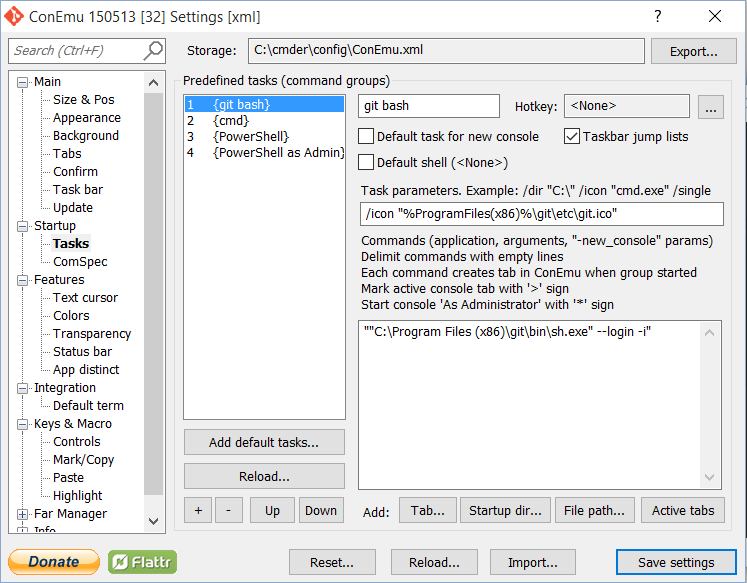 ConEmu 150513 [32] Settings [xml]
Search (Ctrl+F)
Storage:
C:\cmder\config\ConEmu.xml
Export...
Main
Size & Pos
Appearance
Background
Tabs
Confirm
Task bar
Update
Startup
Tasks
ComSpec
Features
Text cursor
Colors
Transparency
Status bar
App distinct
Integration
Default term
Keys & Macro
Controls
Mark/Copy
Paste
Highlight
Far Manager
Info
Predefined tasks (command groups)
1 {git bash}
2 {cmd}
3 {PowerShell}
4 {PowerShell as Admin}
Add default tasks...
Reload...
+ - Up Down
git bash
Hotkey:
<None>
...
Default task for new console
Taskbar jump lists
Default shell (<None>)
Task parameters. Example: /dir "C:\" /icon "cmd.exe" /single
/icon "%ProgramFiles(x86)%\git\etc\git.ico"
Commands (application, arguments, "-new_console" params)
Delimit commands with empty lines
Each command creates tab in ConEmu when group started
Mark active console tab with '>' sign
Start console 'As Administrator' with '*' sign
""C:\Program Files (x86)\git\bin\sh.exe" --login -i"
Add:
Tab...
Startup dir...
File path...
Active tabs
Donate
Flattr
Reset...
Reload...
Import...
Save settings